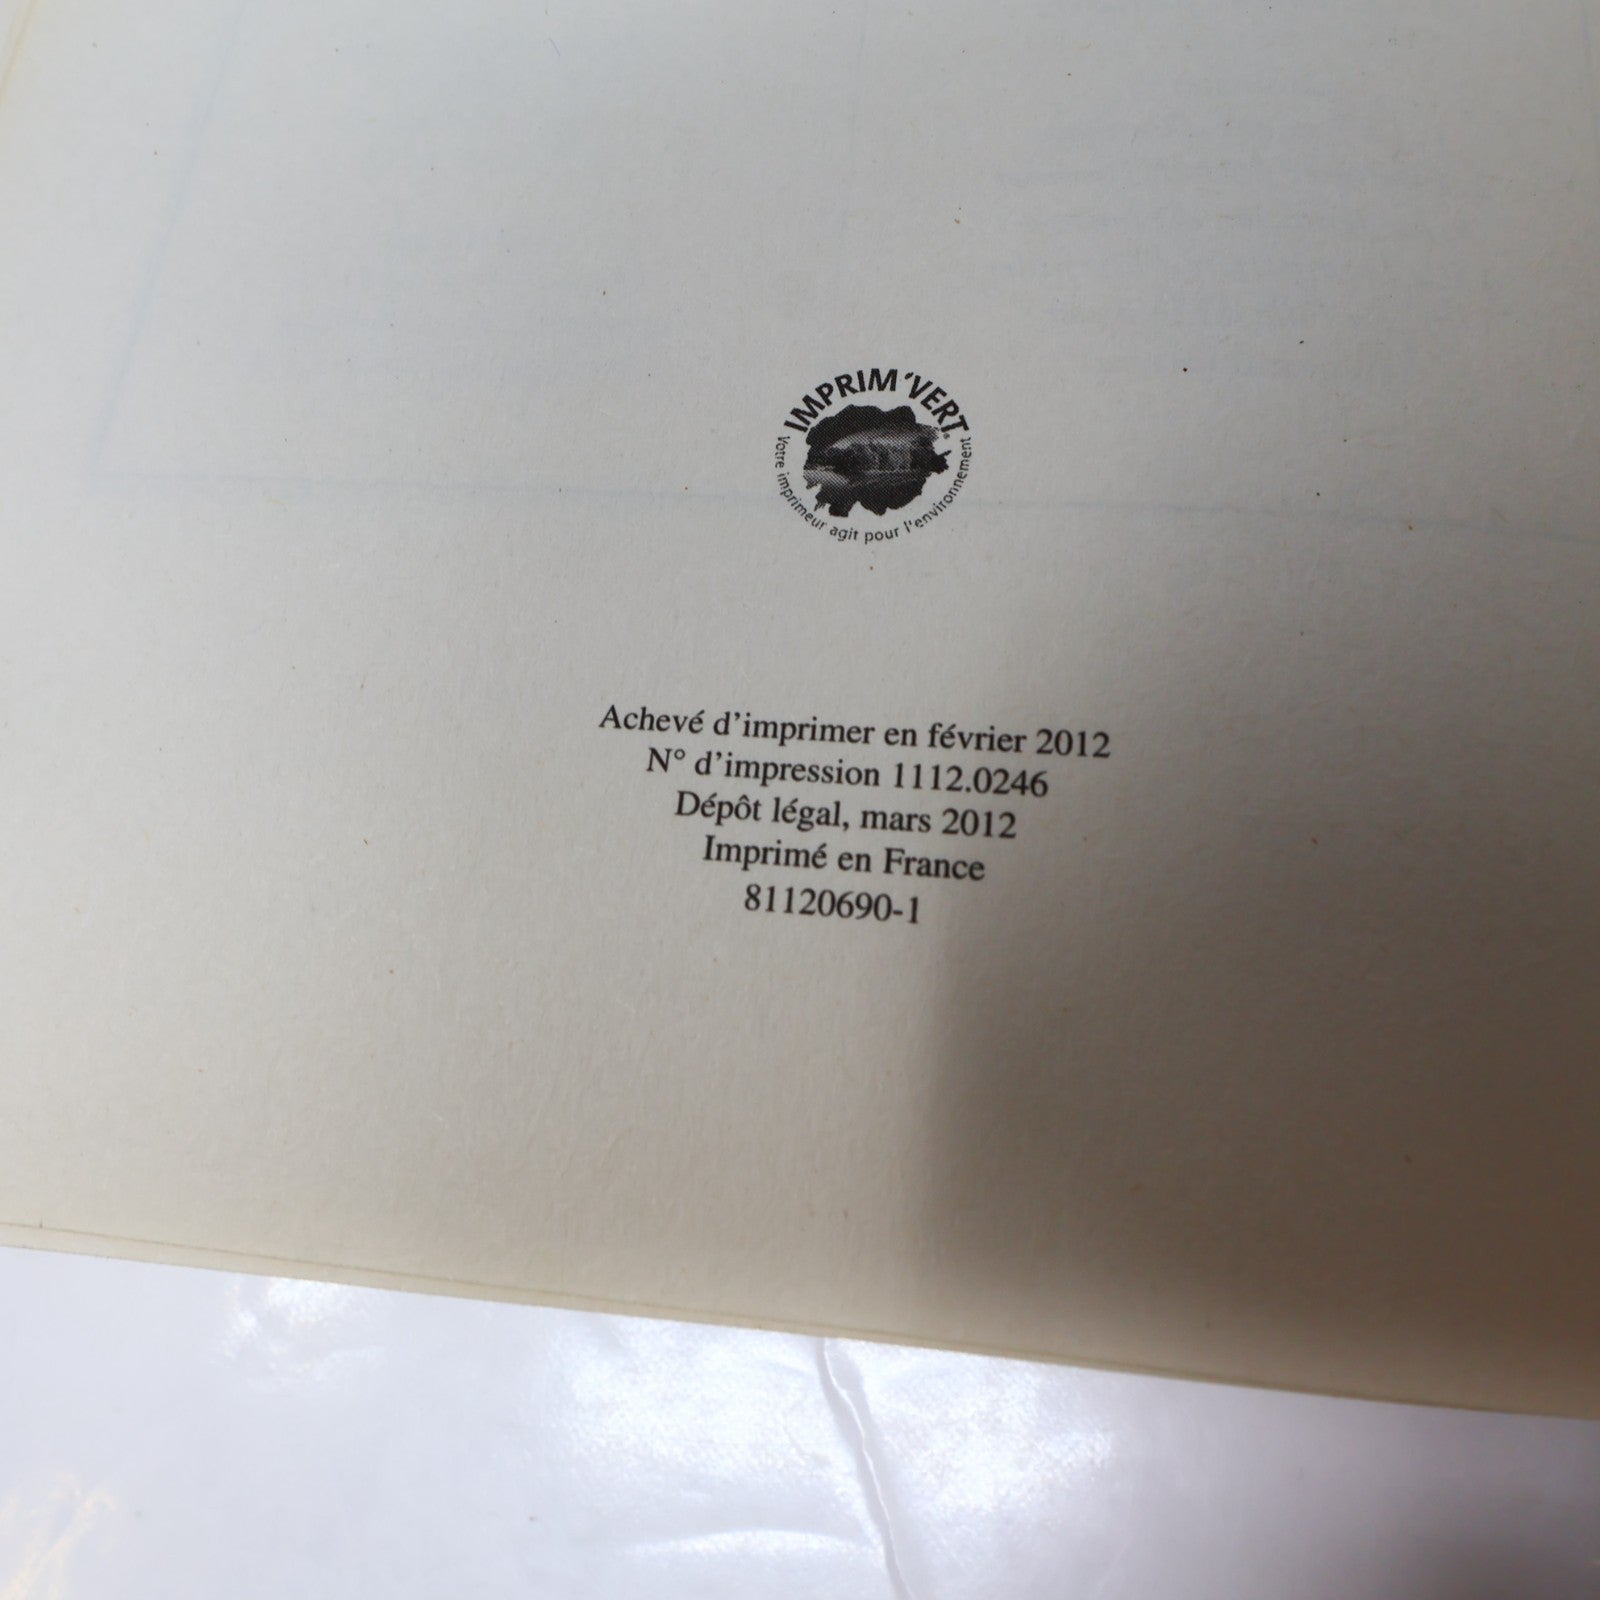 IMPRIM'VERT®
Votre imprimeur agit pour l'environnement
Achevé d'imprimer en février 2012
N° d'impression 1112.0246
Dépôt légal, mars 2012
Imprimé en France
81120690-1